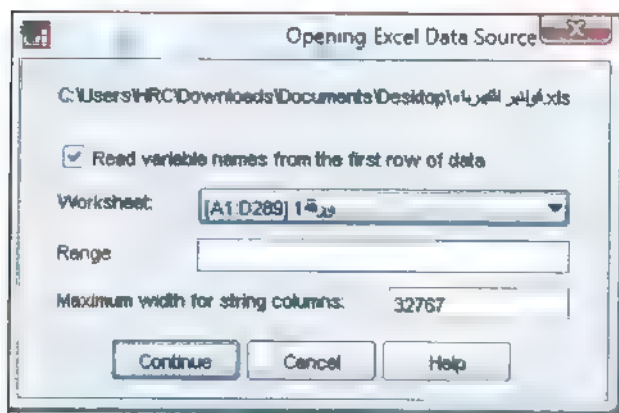 Opening Excel Data Source
C:\Users\HRC\Downloads\Documents\Desktop\فواتير الكهرباء.xls
Read variable names from the first row of data
Worksheet: [A1:D289] ورقة1
Range
Maximum width for string columns: 32767
Continue Cancel Help